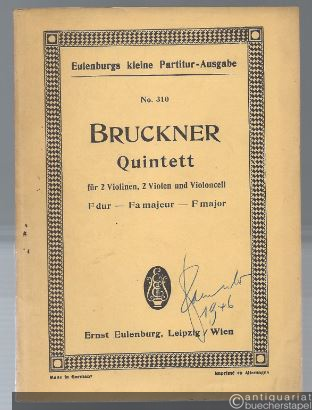 Eulenburgs kleine Partitur-Ausgabe
No. 310
BRUCKNER
Quintett
für 2 Violinen, 2 Violen und Violoncell
F dur — Fa majeur — F major
1946
Ernst Eulenburg, Leipzig / Wien
Made in Germany
Imprimé en Allemagne
antiquariat
buecherstapel